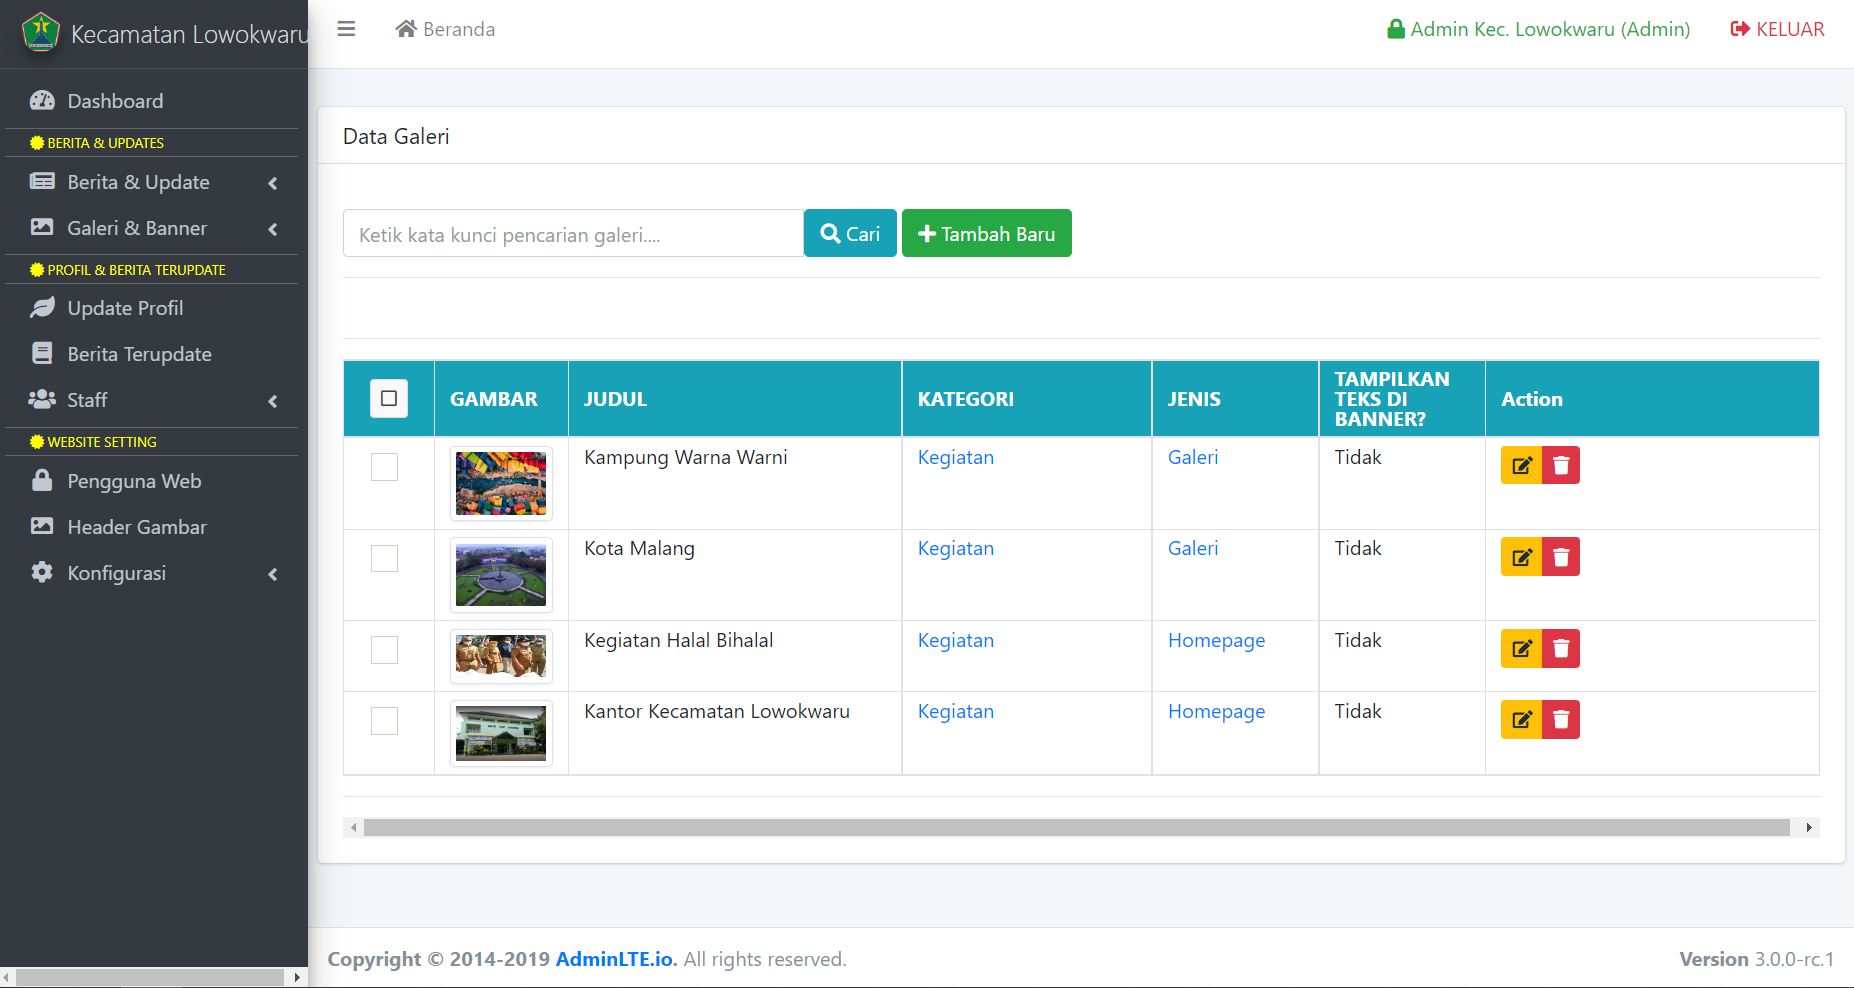 Kecamatan Lowokwaru
Beranda
Admin Kec. Lowokwaru (Admin)
KELUAR
Dashboard
BERITA & UPDATES
Berita & Update
Galeri & Banner
PROFIL & BERITA TERUPDATE
Update Profil
Berita Terupdate
Staff
WEBSITE SETTING
Pengguna Web
Header Gambar
Konfigurasi
Data Galeri
Ketik kata kunci pencarian galeri....
Cari
Tambah Baru
GAMBAR JUDUL KATEGORI JENIS TAMPILKAN TEKS DI BANNER? Action
Kampung Warna Warni Kegiatan Galeri Tidak
Kota Malang Kegiatan Galeri Tidak
Kegiatan Halal Bihalal Kegiatan Homepage Tidak
Kantor Kecamatan Lowokwaru Kegiatan Homepage Tidak
Copyright © 2014-2019 AdminLTE.io. All rights reserved.
Version 3.0.0-rc.1